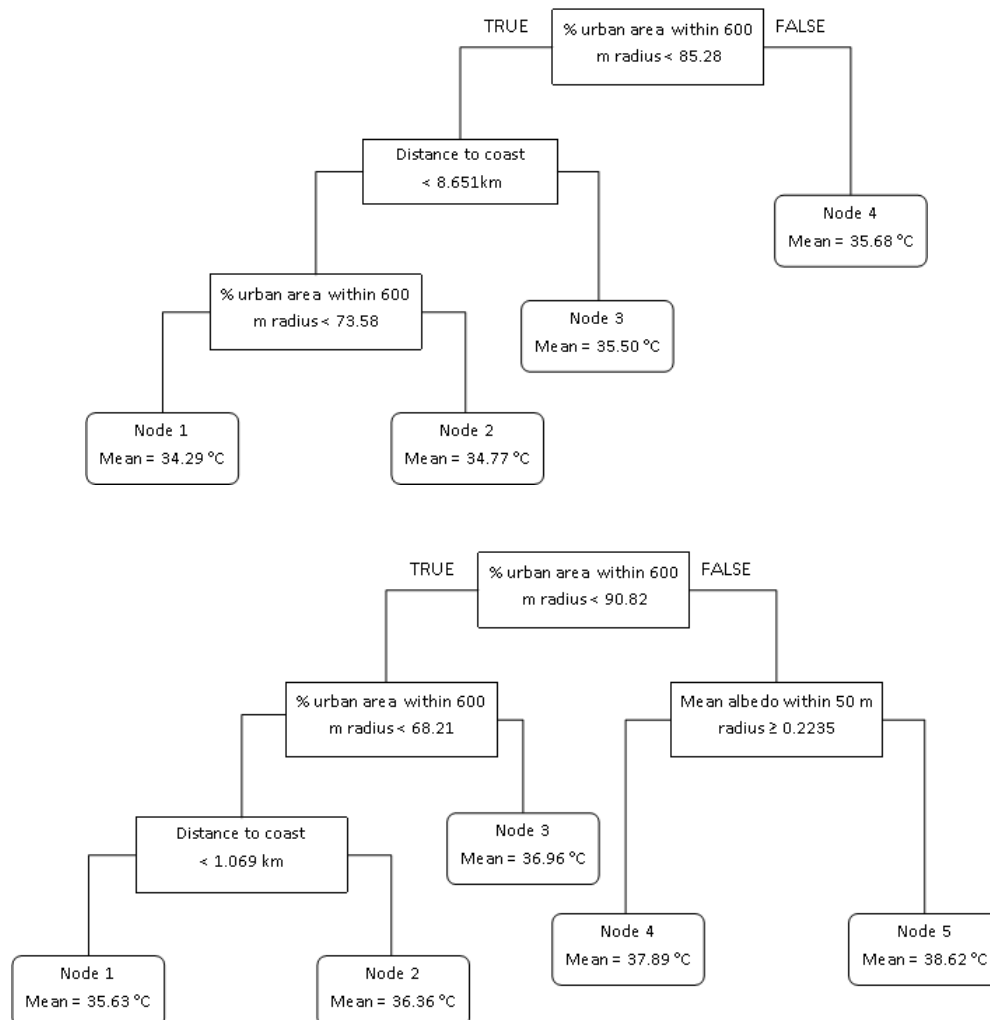 TRUE
% urban area within 600
m radius < 85.28
FALSE
Distance to coast
< 8.651km
Node 4
Mean = 35.68 °C
% urban area within 600
m radius < 73.58
Node 3
Mean = 35.50 °C
Node 1
Mean = 34.29 °C
Node 2
Mean = 34.77 °C
TRUE
% urban area within 600
m radius < 90.82
FALSE
% urban area within 600
m radius < 68.21
Mean albedo within 50 m
radius ≥ 0.2235
Distance to coast
< 1.069 km
Node 3
Mean = 36.96 °C
Node 4
Mean = 37.89 °C
Node 5
Mean = 38.62 °C
Node 1
Mean = 35.63 °C
Node 2
Mean = 36.36 °C